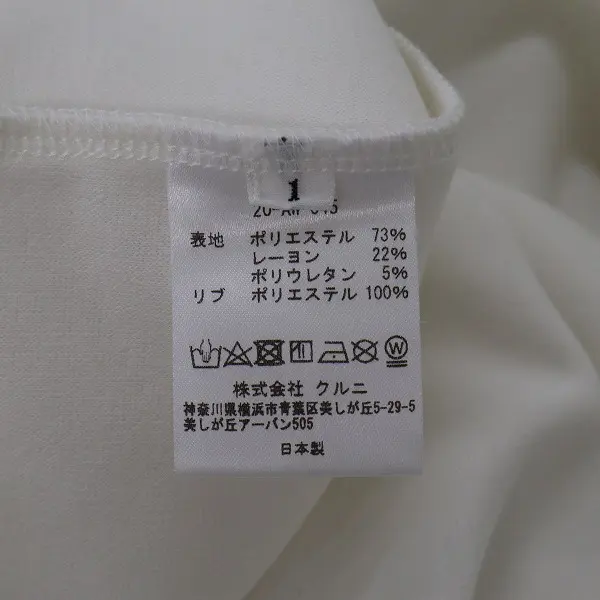 1
表地 ポリエステル 73%
レーヨン 22%
ポリウレタン 5%
リブ ポリエステル 100%
W
株式会社 クルニ
神奈川県横浜市青葉区美しが丘5-29-5
美しが丘アーバン505
日本製